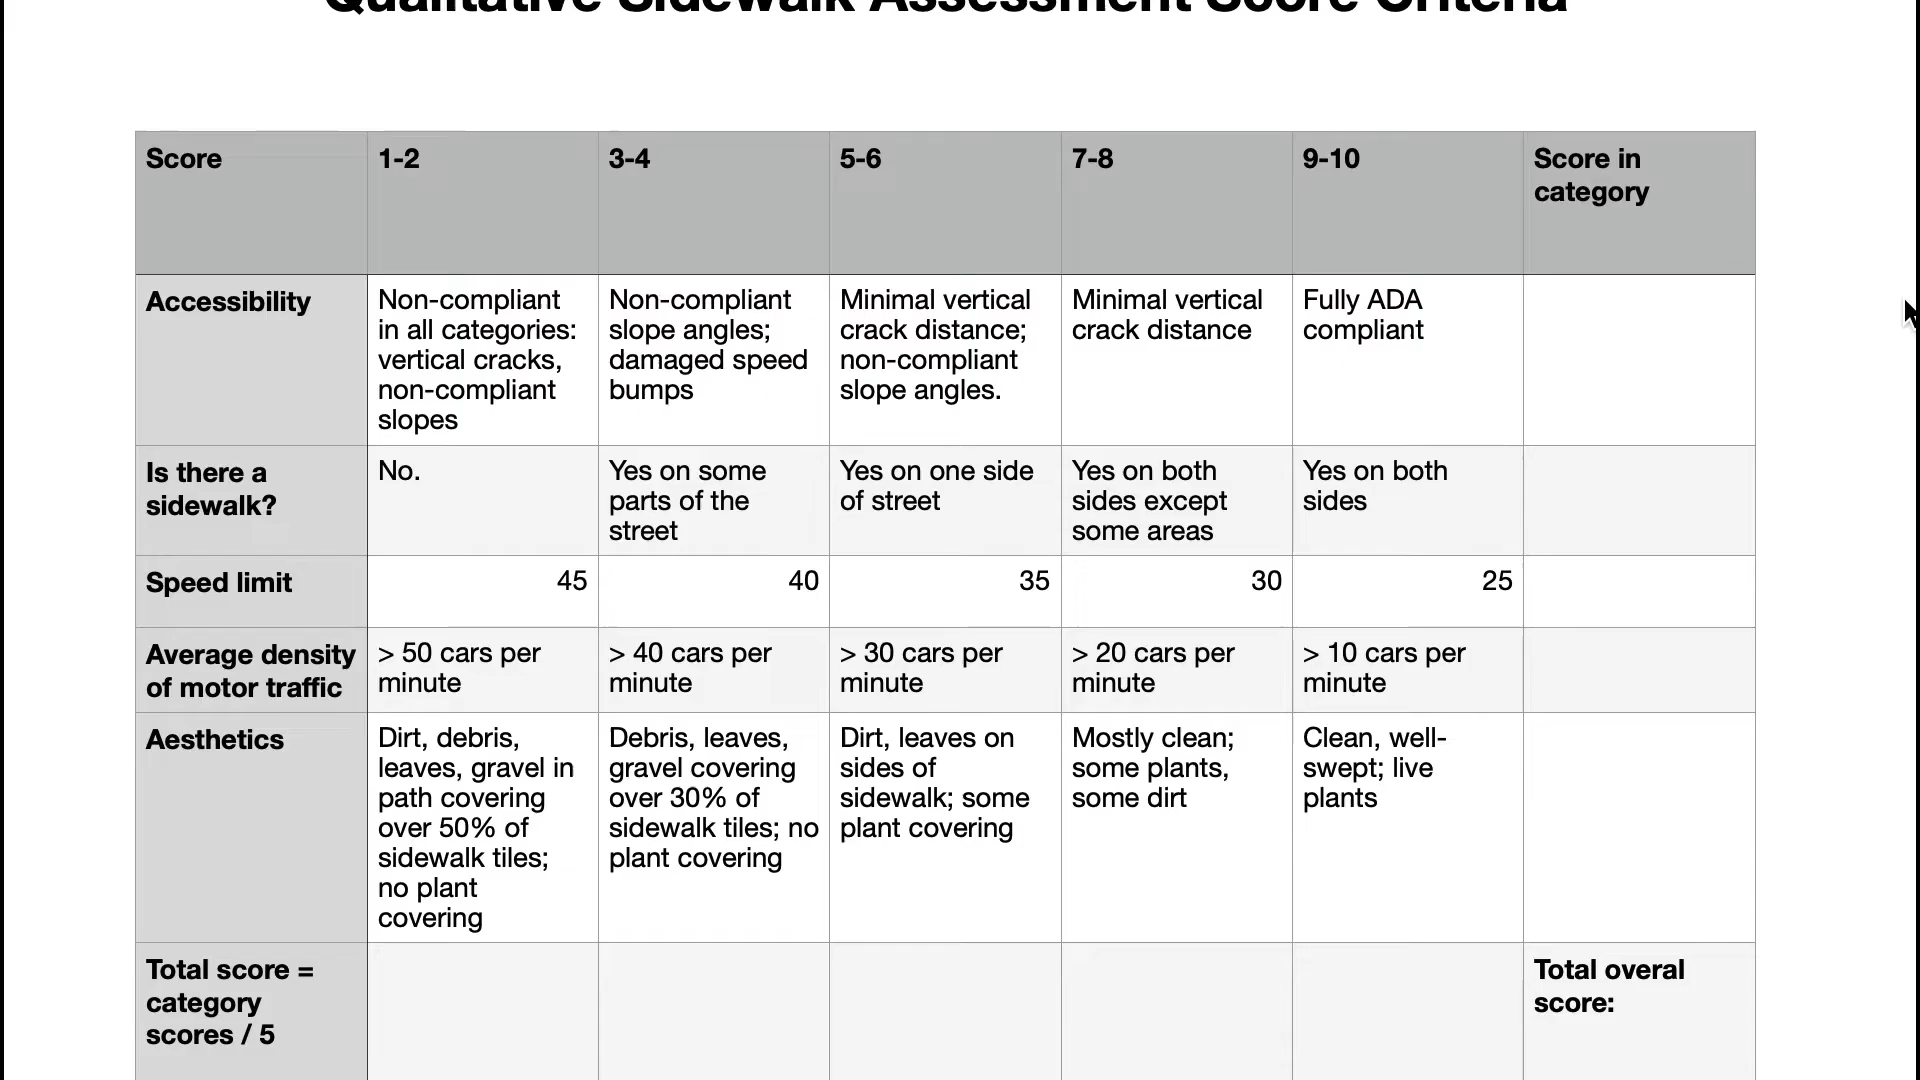 Qualitative Sidewalk Assessment Score Criteria
Score
1-2
3-4
5-6
7-8
9-10
Score in
category
Accessibility
Non-compliant
in all categories:
vertical cracks,
non-compliant
slopes
Non-compliant
slope angles;
damaged speed
bumps
Minimal vertical
crack distance;
non-compliant
slope angles.
Minimal vertical
crack distance
Fully ADA
compliant
Is there a
sidewalk?
No.
Yes on some
parts of the
street
Yes on one side
of street
Yes on both
sides except
some areas
Yes on both
sides
Speed limit
45
40
35
30
25
Average density
of motor traffic
> 50 cars per
minute
> 40 cars per
minute
> 30 cars per
minute
> 20 cars per
minute
> 10 cars per
minute
Aesthetics
Dirt, debris,
leaves, gravel in
path covering
over 50% of
sidewalk tiles;
no plant
covering
Debris, leaves,
gravel covering
over 30% of
sidewalk tiles; no
plant covering
Dirt, leaves on
sides of
sidewalk; some
plant covering
Mostly clean;
some plants,
some dirt
Clean, well-
swept; live
plants
Total score =
category
scores / 5
Total overal
score: